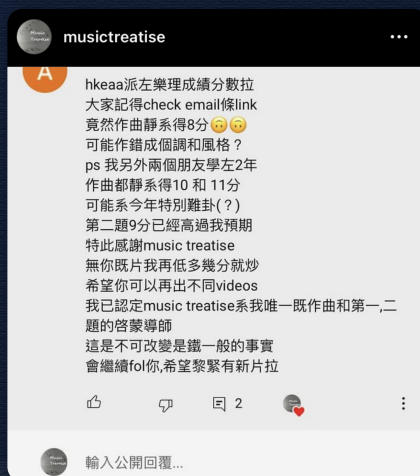 musictreatise
A
hkeaa派左樂理成績分數拉
大家記得check email條link
竟然作曲靜系得8分🙃🙃
可能作錯成個調和風格？
ps 我另外兩個朋友學左2年
作曲都靜系得10 和 11分
可能系今年特別難卦(？)
第二題9分已經高過我預期
特此感謝music treatise
無你既片我再低多幾分就炒
希望你可以再出不同videos
我已認定music treatise系我唯一既作曲和第一,二
題的啓蒙導師
這是不可改變是鐵一般的事實
會繼續fol你,希望黎緊有新片拉
2
輸入公開回覆...